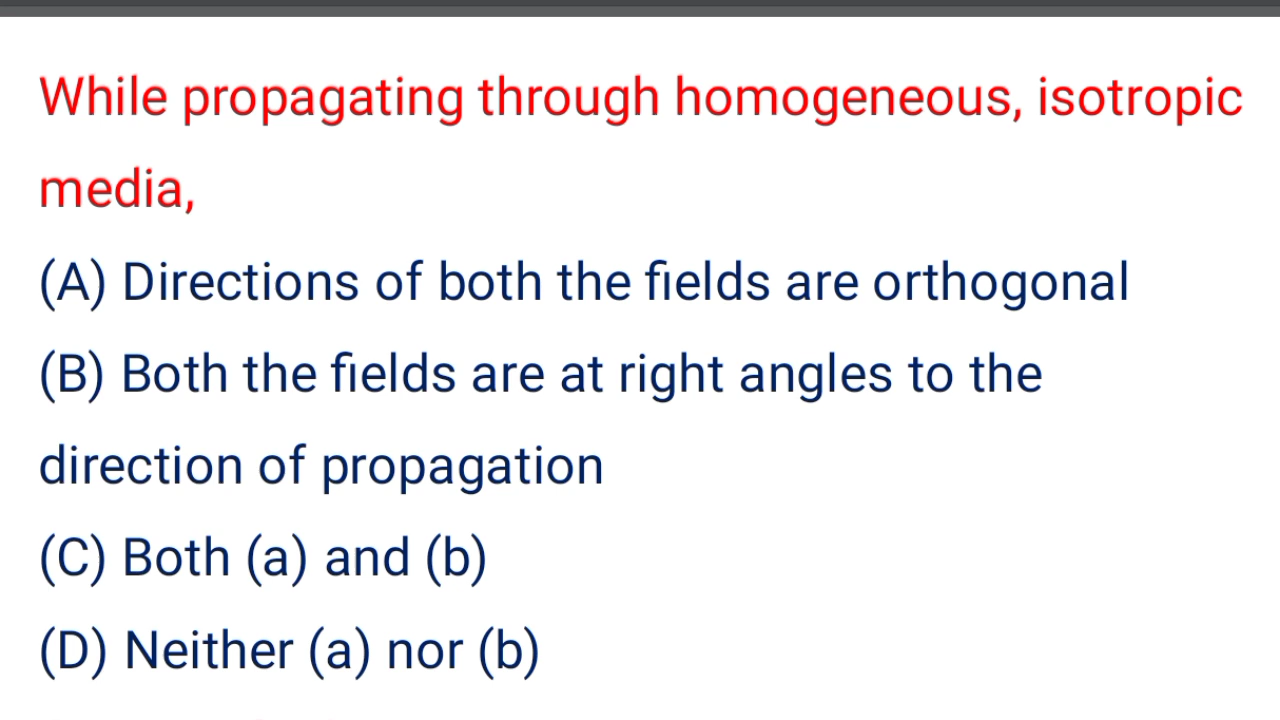 While propagating through homogeneous, isotropic
media,
(A) Directions of both the fields are orthogonal
(B) Both the fields are at right angles to the
direction of propagation
(C) Both (a) and (b)
(D) Neither (a) nor (b)